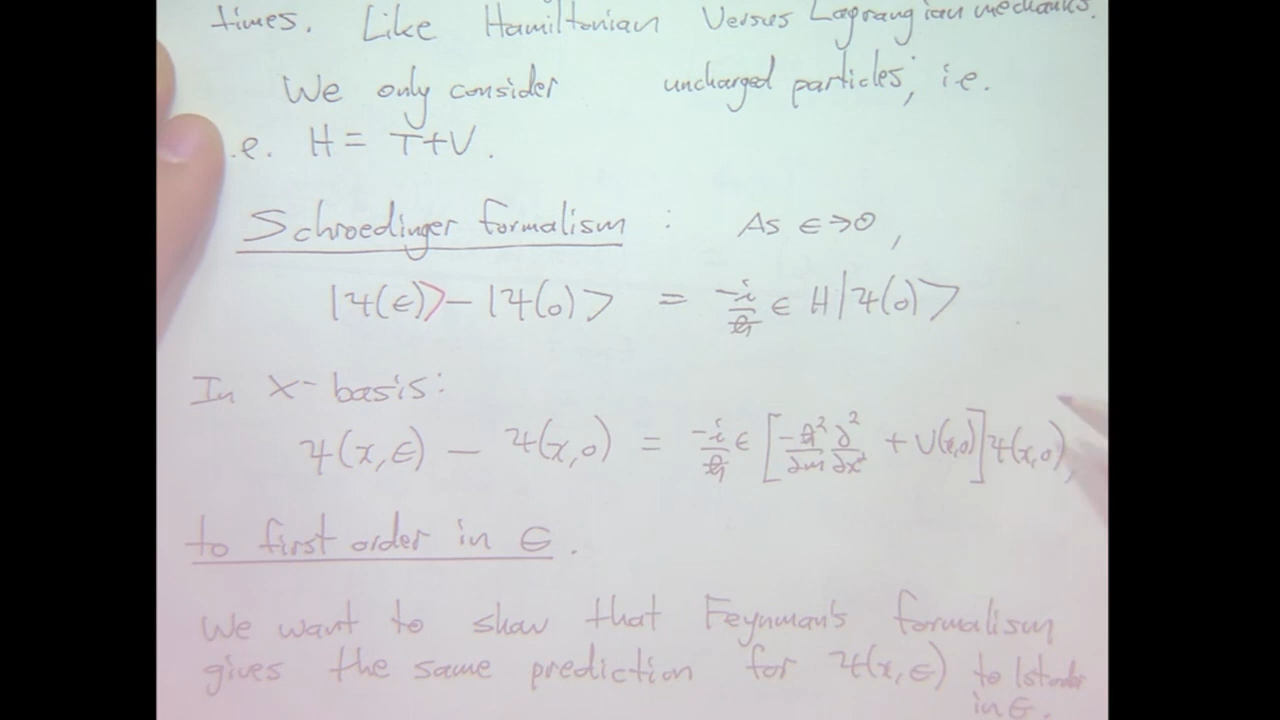 times. Like Hamiltonian Versus Lagrangian mechanics.
We only consider uncharged particles; i.e.
.e. H = T+V.
Schroedinger formalism : As ϵ→0,
|Ψ(ϵ)> − |Ψ(0)> = -i/ħ ϵ H|Ψ(0)>
In X-basis:
Ψ(x,ϵ) − Ψ(x,0) = -i/ħ ϵ [-ħ²/2m ∂²/∂x² + V(x,0)]Ψ(x,0),
to first order in ϵ.
We want to show that Feynman's formalism
gives the same prediction for Ψ(x,ϵ) to 1st order
in ϵ.